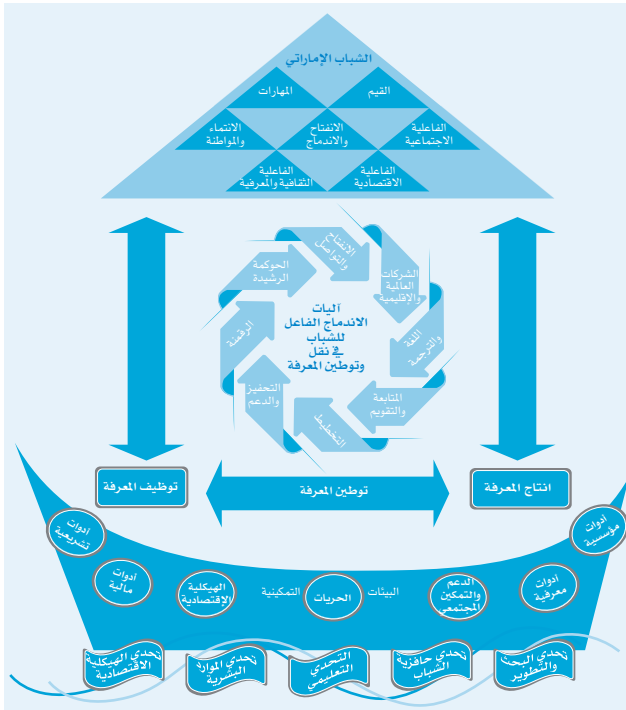 الشباب الإماراتي
القيم
المهارات
الفاعلية
الاجتماعية
الانفتاح
والاندماج
الانتماء
والمواطنة
الفاعلية
الاقتصادية
الفاعلية
الثقافية والمعرفية
الانفتاح
والتواصل
الشركات
العالمية
والإقليمية
اللغة
والترجمة
المتابعة
والتقويم
التخطيط
التحفيز
والدعم
الرقمنة
الحوكمة
الرشيدة
آليات
الاندماج الفاعل
للشباب
في نقل
وتوطين المعرفة
انتاج المعرفة
توطين المعرفة
توظيف المعرفة
أدوات
مؤسسية
أدوات
معرفية
الدعم
والتمكين
المجتمعي
البيئات
الحريات
التمكينية
الهيكلية
الإقتصادية
أدوات
مالية
أدوات
تشريعية
تحدي البحث
والتطوير
تحدي حافزية
الشباب
التحدي
التعليمي
تحدي الموارد
البشرية
تحدي الهيكلية
الاقتصادية